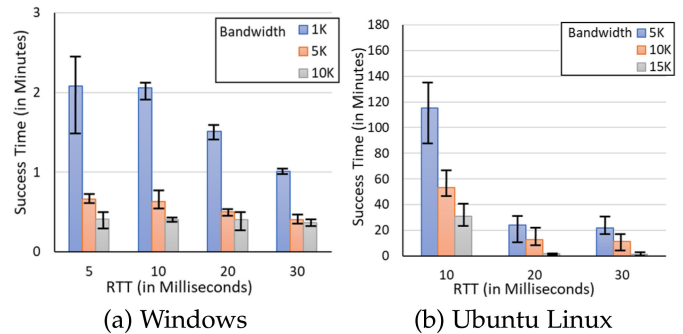 3
2
1
0
Success Time (in Minutes)
Bandwidth
1K
5K
10K
5
10
20
30
RTT (in Milliseconds)
(a) Windows
180
160
140
120
100
80
60
40
20
0
Success Time (in Minutes)
Bandwidth
5K
10K
15K
10
20
30
RTT (in Milliseconds)
(b) Ubuntu Linux